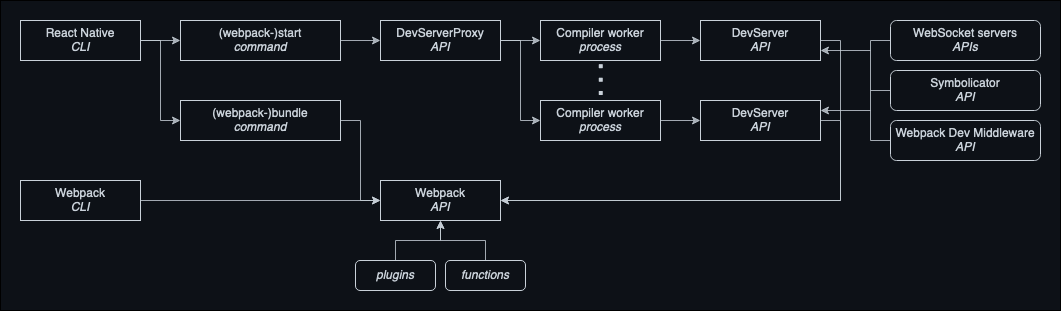 React Native
CLI
(webpack-)start
command
DevServerProxy
API
Compiler worker
process
DevServer
API
WebSocket servers
APIs
Symbolicator
API
(webpack-)bundle
command
Compiler worker
process
DevServer
API
Webpack Dev Middleware
API
Webpack
CLI
Webpack
API
plugins
functions